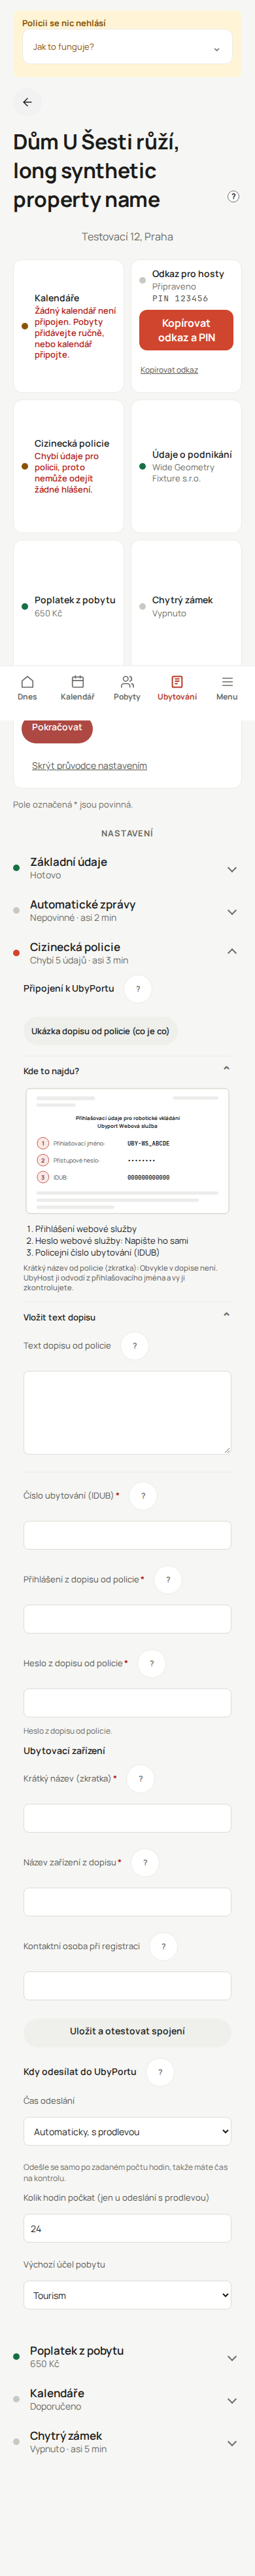 Policii se nic nehlásí
Jak to funguje?
Dům U Šesti růží,
long synthetic
property name
?
Testovací 12, Praha
Kalendáře
Žádný kalendář není
připojen. Pobyty
přidávejte ručně,
nebo kalendář
připojte.
Odkaz pro hosty
Připraveno
PIN 123456
Kopírovat
odkaz a PIN
Kopírovat odkaz
Cizinecká policie
Chybí údaje pro
policii, proto
nemůže odejít
žádné hlášení.
Údaje o podnikání
Wide Geometry
Fixture s.r.o.
Poplatek z pobytu
650 Kč
Chytrý zámek
Vypnuto
Dnes
Kalendář
Pobyty
Ubytování
Menu
Pokračovat
Skrýt průvodce nastavením
Pole označená * jsou povinná.
NASTAVENÍ
Základní údaje
Hotovo
Automatické zprávy
Nepovinné · asi 2 min
Cizinecká policie
Chybí 5 údajů · asi 3 min
Připojení k UbyPortu ?
Ukázka dopisu od policie (co je co)
Kde to najdu?
Přihlašovací údaje pro robotické vkládání
Ubyport Webová služba
1 Přihlašovací jméno: UBY-WS_ABCDE
2 Přístupové heslo: ••••••••
3 IDUB: 000000000000
1. Přihlášení webové služby
2. Heslo webové služby: Napište ho sami
3. Policejní číslo ubytování (IDUB)
Krátký název od policie (zkratka): Obvykle v dopise není.
UbyHost ji odvodí z přihlašovacího jména a vy ji
zkontrolujete.
Vložit text dopisu
Text dopisu od policie ?
Číslo ubytování (IDUB) * ?
Přihlášení z dopisu od policie * ?
Heslo z dopisu od policie * ?
Heslo z dopisu od policie.
Ubytovací zařízení
Krátký název (zkratka) * ?
Název zařízení z dopisu * ?
Kontaktní osoba při registraci ?
Uložit a otestovat spojení
Kdy odesílat do UbyPortu ?
Čas odeslání
Automaticky, s prodlevou
Odešle se samo po zadaném počtu hodin, takže máte čas
na kontrolu.
Kolik hodin počkat (jen u odeslání s prodlevou)
24
Výchozí účel pobytu
Tourism
Poplatek z pobytu
650 Kč
Kalendáře
Doporučeno
Chytrý zámek
Vypnuto · asi 5 min